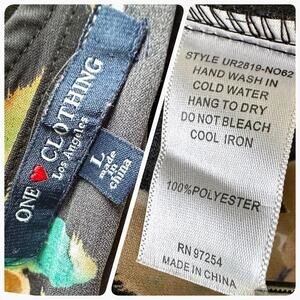 ONE ♥ CLOTHING
Los Angeles
L
made in
china
STYLE UR2819-NO62
HAND WASH IN
COLD WATER
HANG TO DRY
DO NOT BLEACH
COOL IRON
100%POLYESTER
RN 97254
MADE IN CHINA